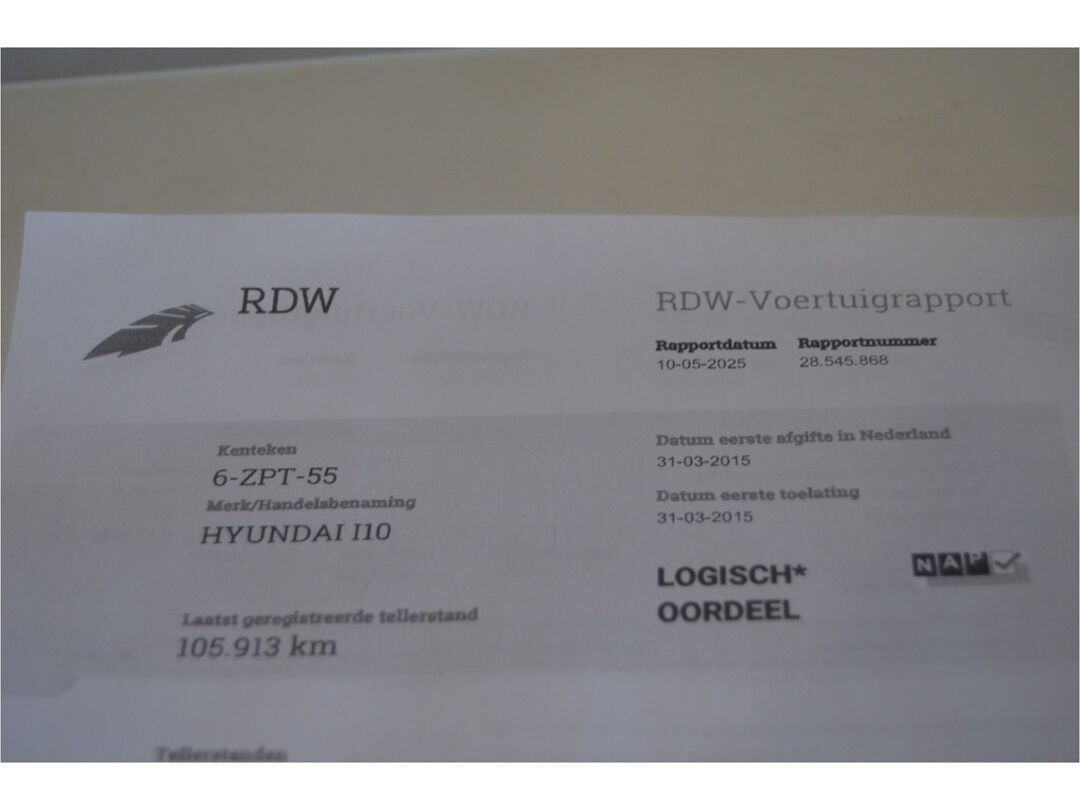 RDW
RDW-Voertuigrapport
Rapportdatum Rapportnummer
10-05-2025 28.545.868
Kenteken
6-ZPT-55
Merk/Handelsbenaming
HYUNDAI I10
Laatst geregistreerde tellerstand
105.913 km
Datum eerste afgifte in Nederland
31-03-2015
Datum eerste toelating
31-03-2015
LOGISCH*
OORDEEL
NAP
Tellerstanden